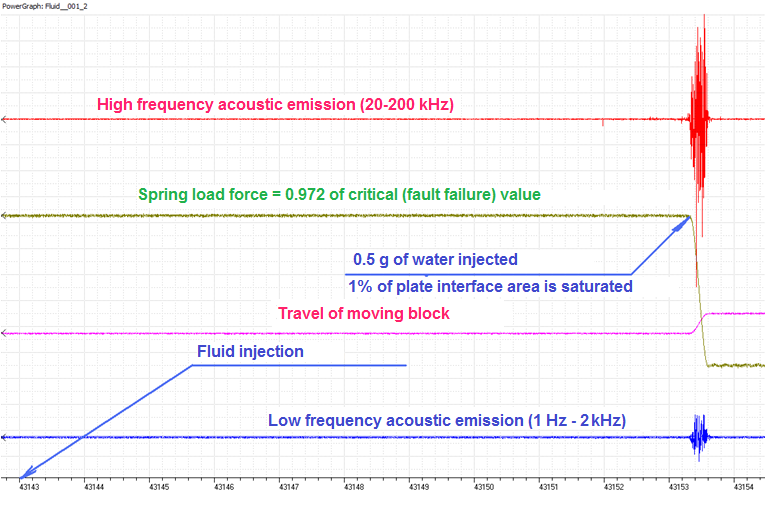 PowerGraph: Fluid__001_2
High frequency acoustic emission (20-200 kHz)
Spring load force = 0.972 of critical (fault failure) value
0.5 g of water injected
1% of plate interface area is saturated
Travel of moving block
Fluid injection
Low frequency acoustic emission (1 Hz - 2 kHz)
43143 43144 43145 43146 43147 43148 43149 43150 43151 43152 43153 43154